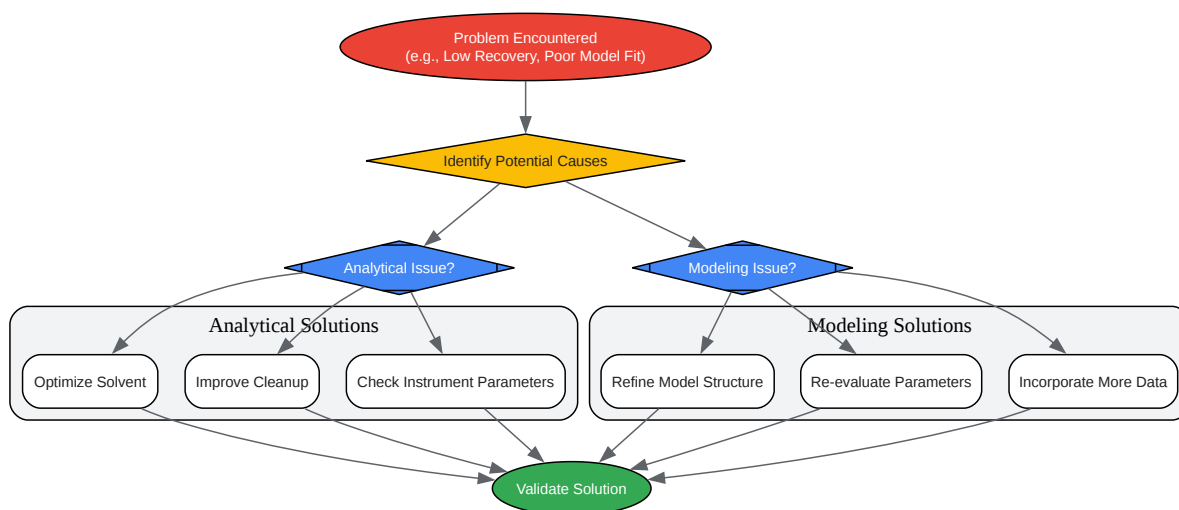 Problem Encountered
(e.g., Low Recovery, Poor Model Fit)
Identify Potential Causes
Analytical Issue?
Modeling Issue?
Analytical Solutions
Modeling Solutions
Optimize Solvent
Improve Cleanup
Check Instrument Parameters
Refine Model Structure
Re-evaluate Parameters
Incorporate More Data
Validate Solution